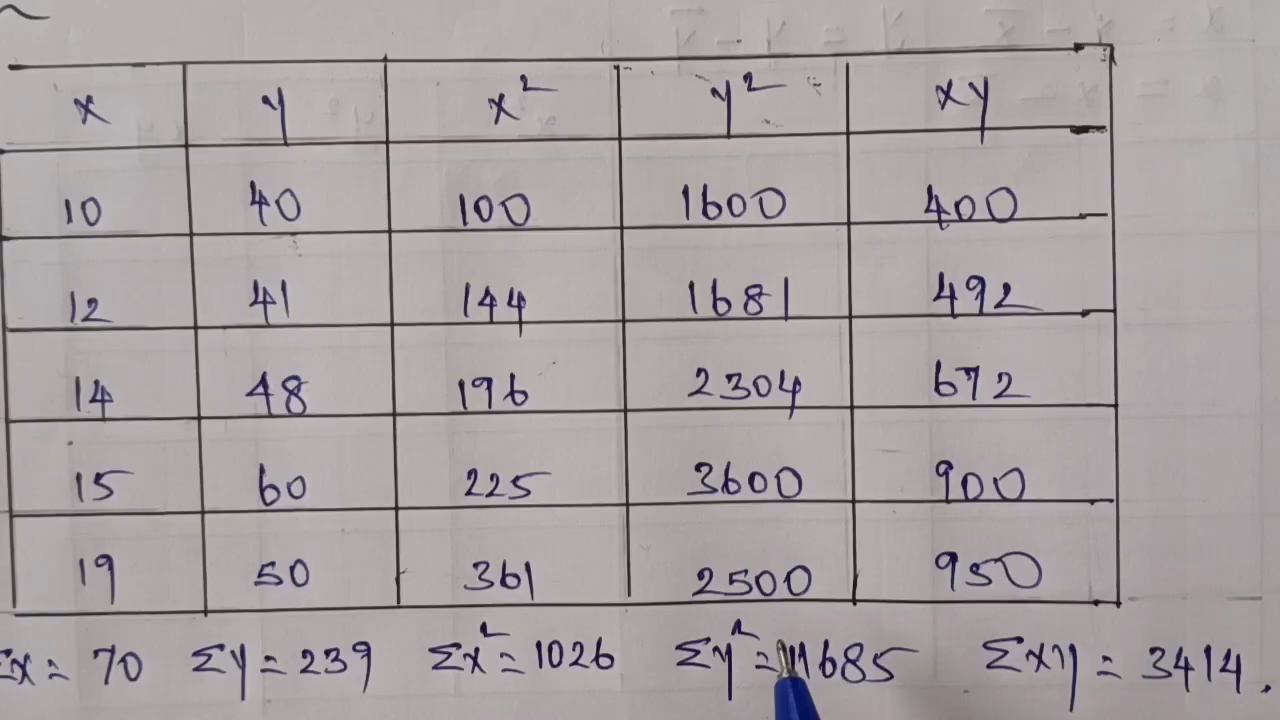 x y x² y² xy
10 40 100 1600 400
12 41 144 1681 492
14 48 196 2304 672
15 60 225 3600 900
19 50 361 2500 950
Σx = 70 Σy = 239 Σx² = 1026 Σy² = 11685 Σxy = 3414.